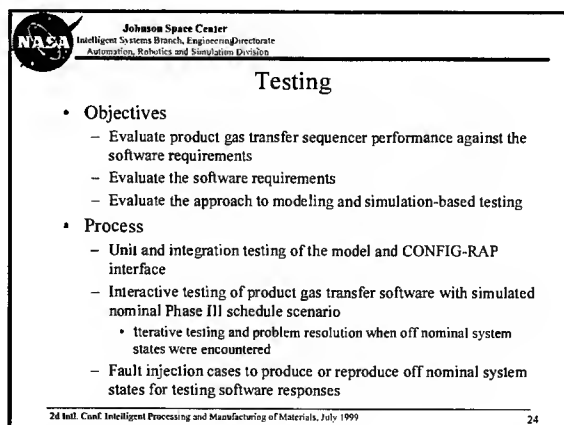 NASA
Johnson Space Center
Intelligent Systems Branch, Engineering Directorate
Automation, Robotics and Simulation Division
Testing
• Objectives
– Evaluate product gas transfer sequencer performance against the
software requirements
– Evaluate the software requirements
– Evaluate the approach to modeling and simulation-based testing
• Process
– Unit and integration testing of the model and CONFIG-RAP
interface
– Interactive testing of product gas transfer software with simulated
nominal Phase III schedule scenario
• Iterative testing and problem resolution when off nominal system
states were encountered
– Fault injection cases to produce or reproduce off nominal system
states for testing software responses
2d Intl. Conf. Intelligent Processing and Manufacturing of Materials, July 1999
24